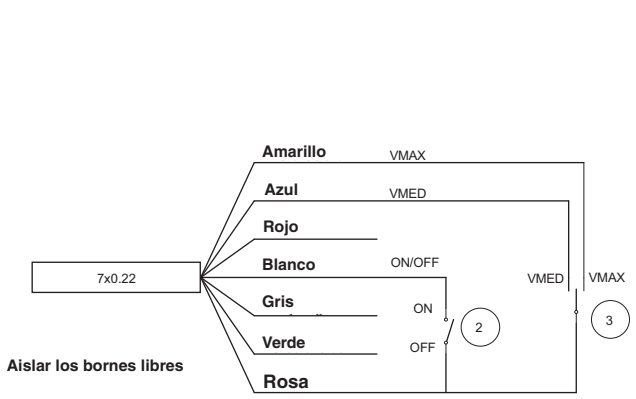 Amarillo VMAX
Azul VMED
Rojo
Blanco ON/OFF
VMED VMAX
7x0.22
Gris ON
2 3
Verde OFF
Aislar los bornes libres
Rosa